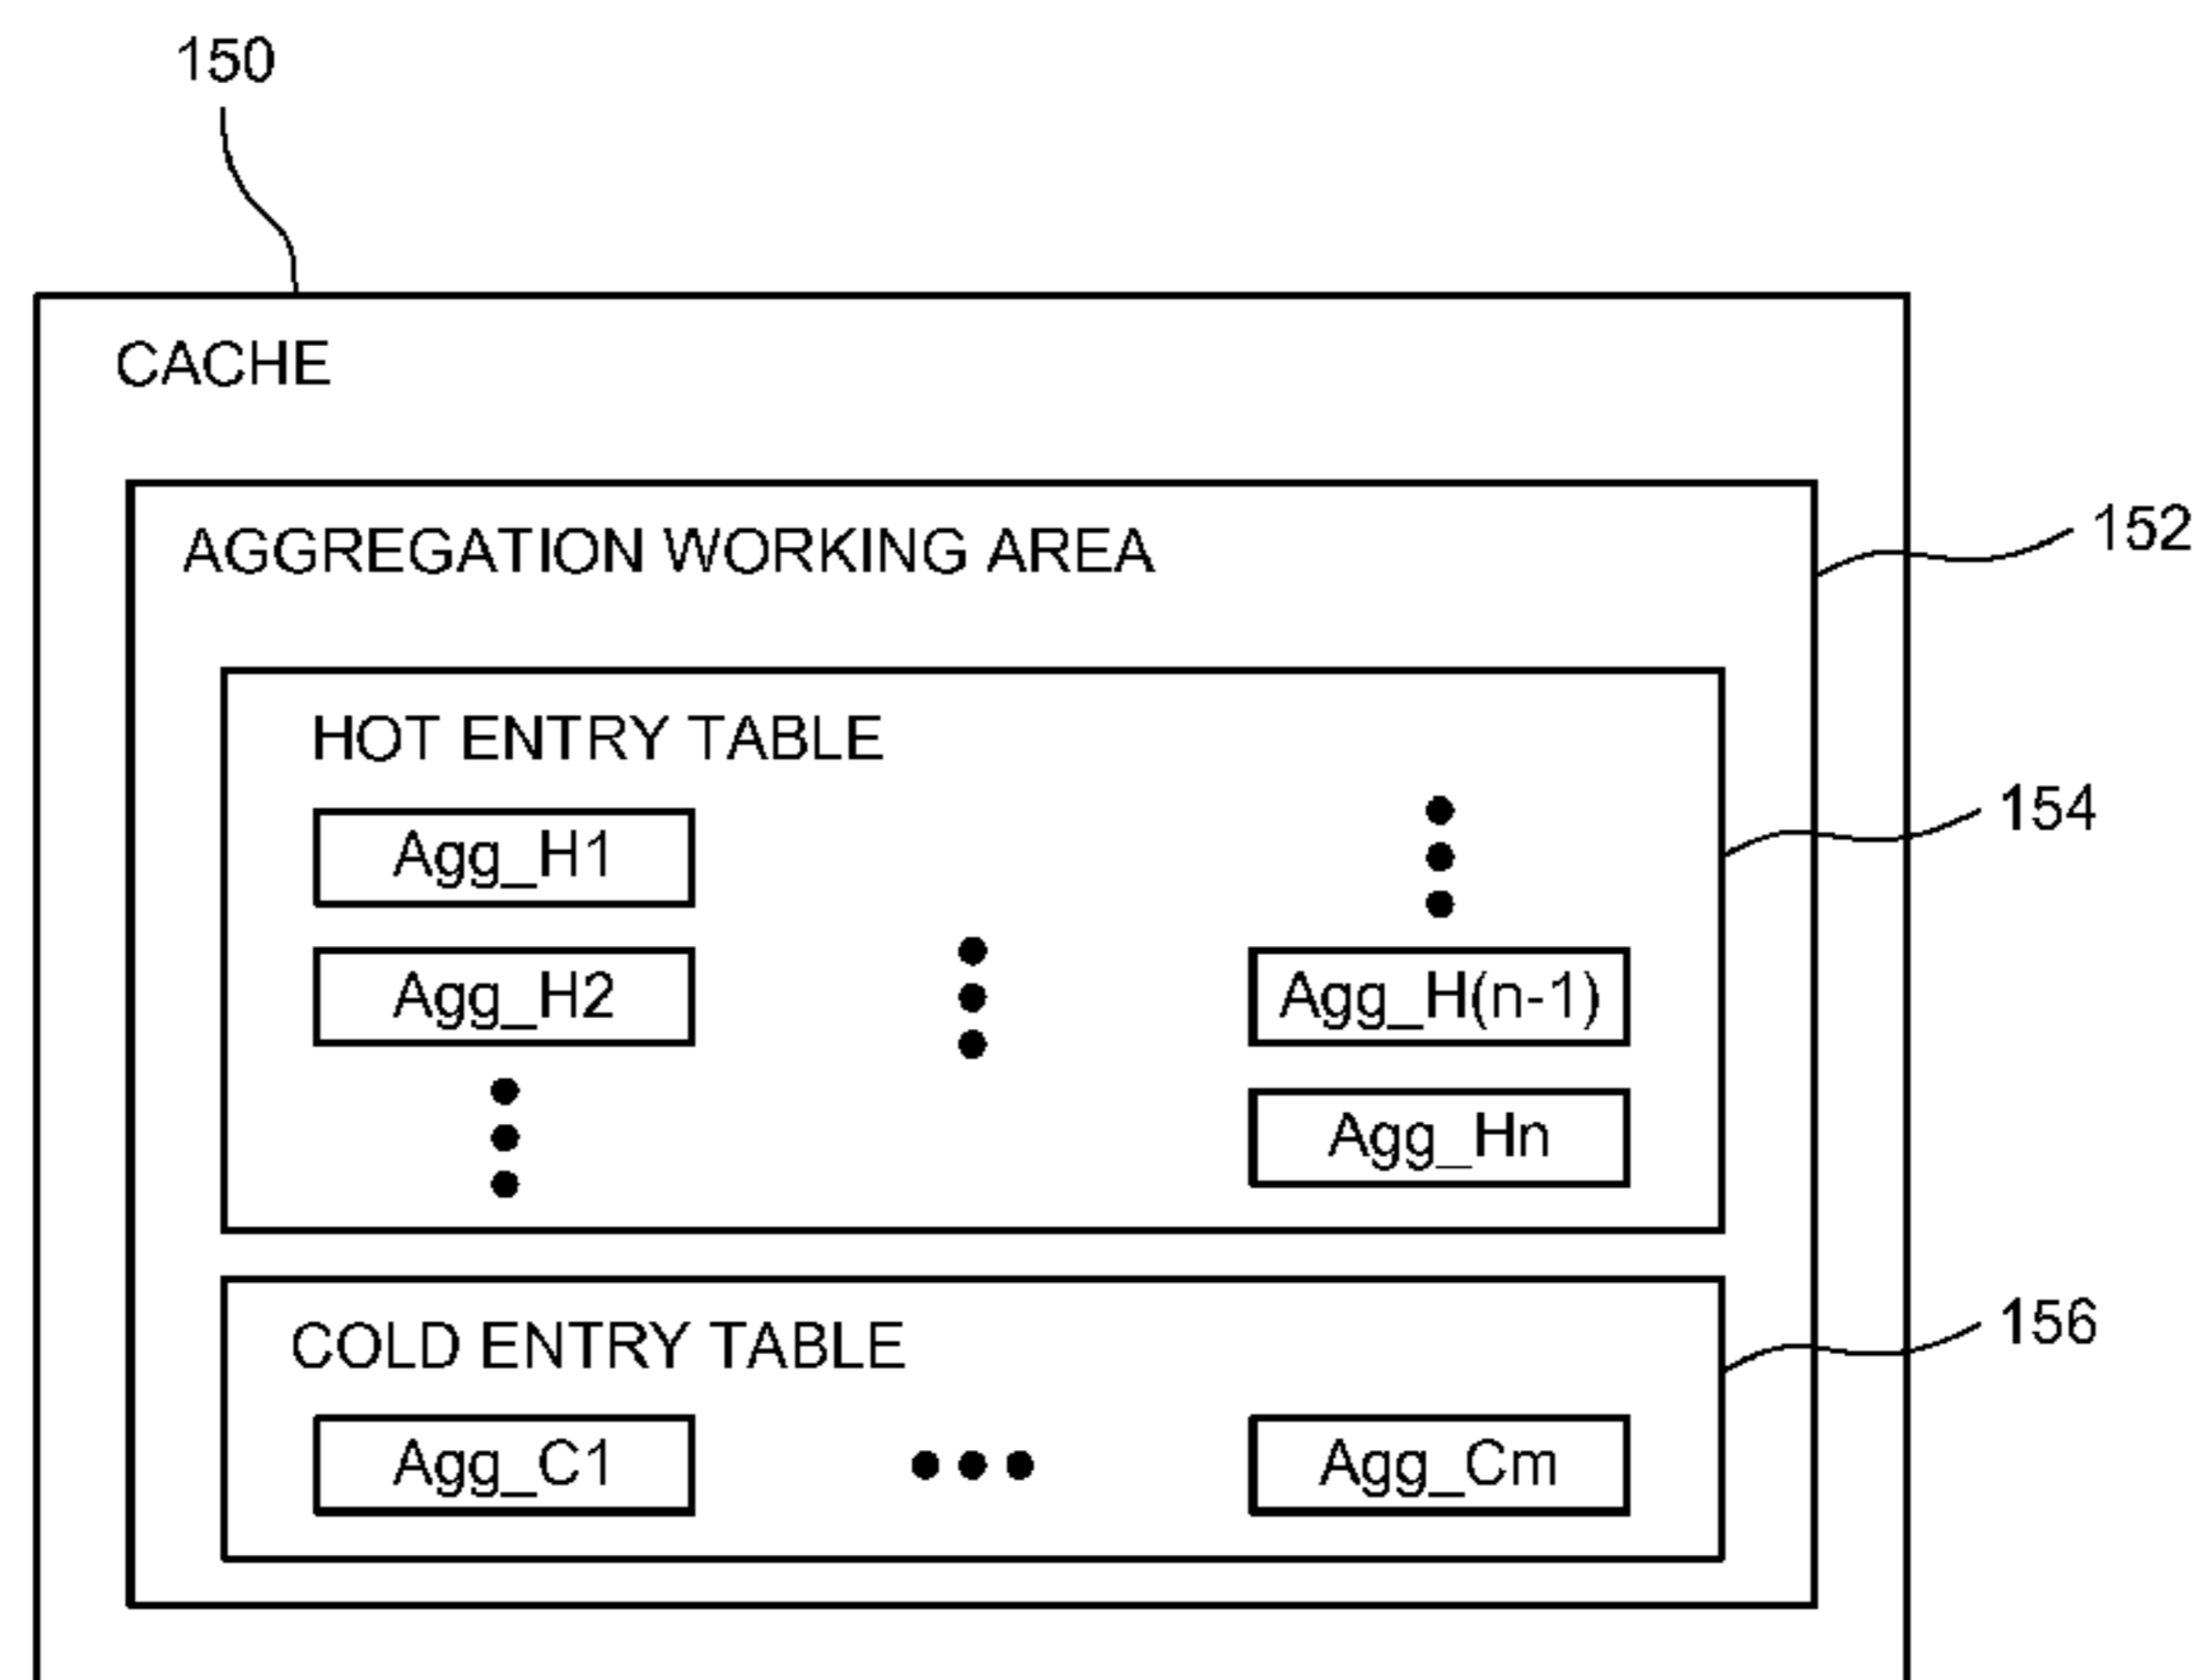 150
CACHE
AGGREGATION WORKING AREA
152
HOT ENTRY TABLE
154
Agg_H1
Agg_H2
Agg_H(n-1)
Agg_Hn
COLD ENTRY TABLE
156
Agg_C1
Agg_Cm